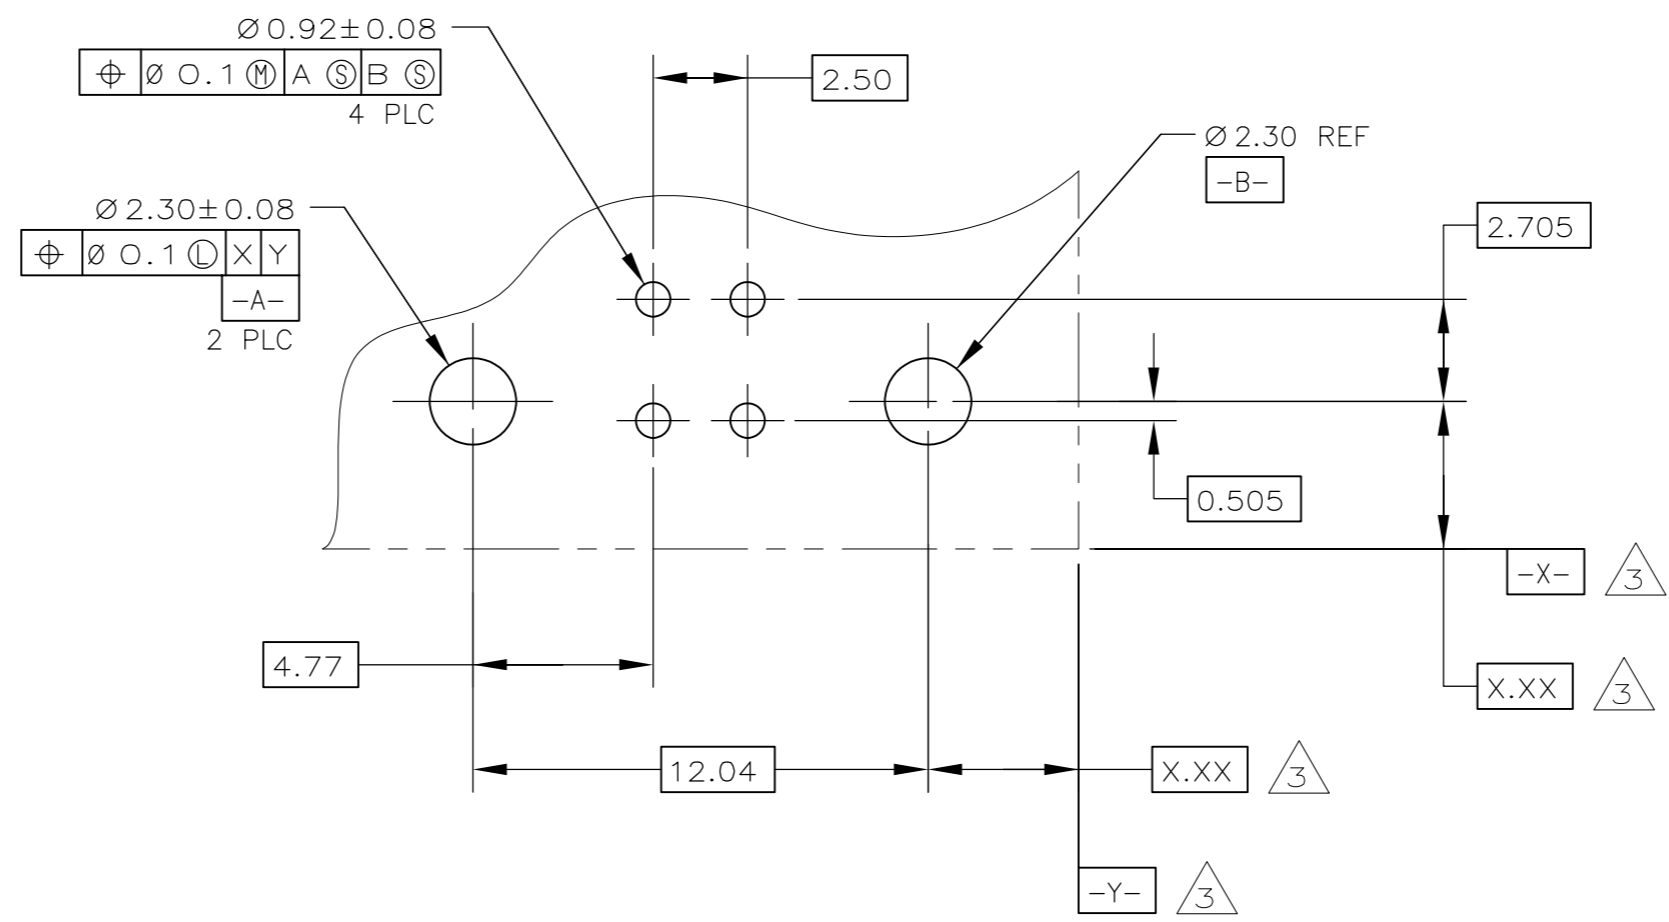 Ø0.92±0.08
⌖ Ø 0.1 Ⓜ A Ⓢ B Ⓢ
4 PLC
2.50
Ø2.30 REF
-B-
Ø2.30±0.08
⌖ Ø 0.1 Ⓛ X Y
-A-
2 PLC
2.705
0.505
-X- 3
4.77
X.XX 3
12.04
X.XX 3
-Y- 3